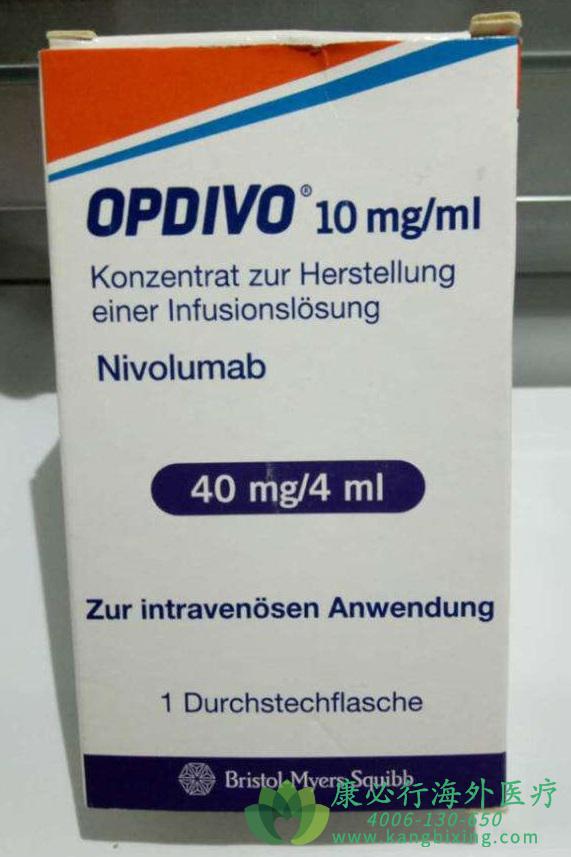 OPDIVO® 10 mg/ml
Konzentrat zur Herstellung
einer Infusionslösung
Nivolumab
40 mg/4 ml
Zur intravenösen Anwendung
1 Durchstechflasche
Bristol-Myers Squibb
康必行海外医疗
4006-130-650
www.kangbixing.com